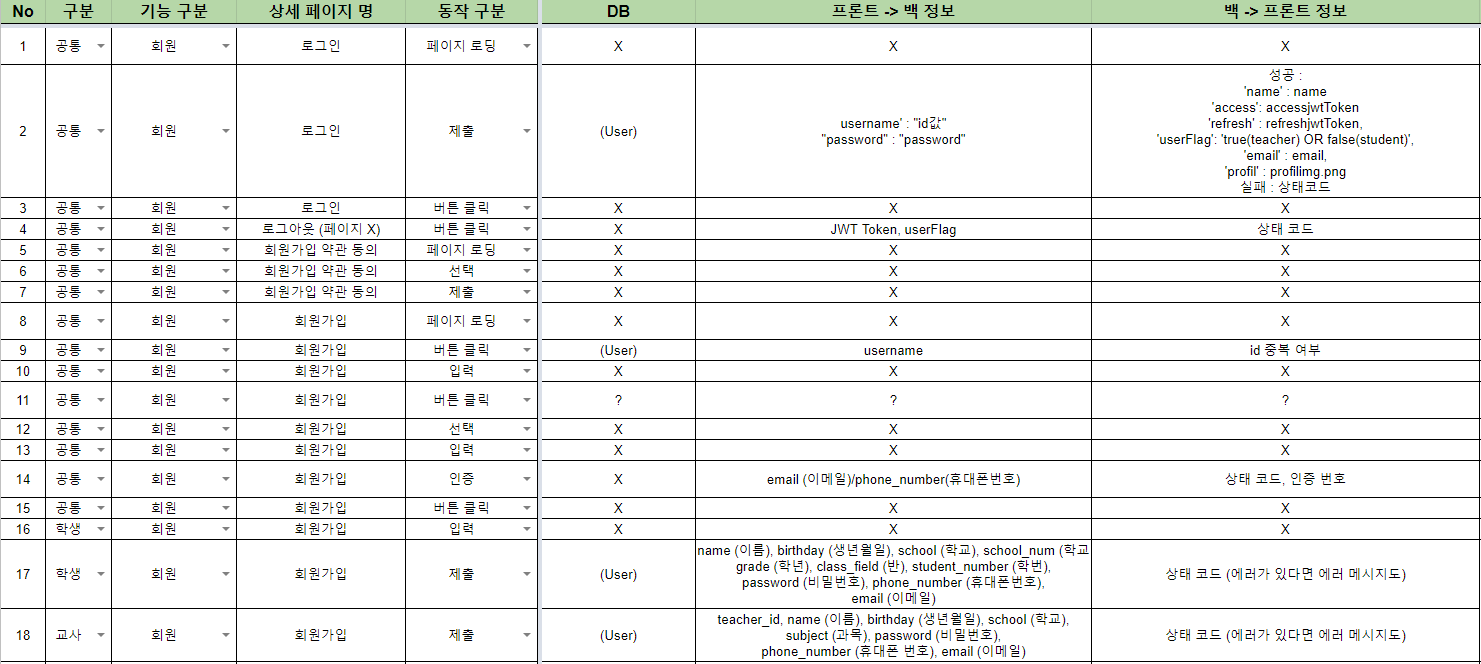 No 구분 기능 구분 상세 페이지 명 동작 구분 DB 프론트 -> 백 정보 백 -> 프론트 정보
1 공통 회원 로그인 페이지 로딩 X X X
2 공통 회원 로그인 제출 (User)
username' : "id값"
"password" : "password"
성공 :
'name' : name
'access': accessjwtToken
'refresh' : refreshjwtToken,
'userFlag': 'true(teacher) OR false(student)',
'email' : email,
'profil' : profilimg.png
실패 : 상태코드
3 공통 회원 로그인 버튼 클릭 X X X
4 공통 회원 로그아웃 (페이지 X) 버튼 클릭 X JWT Token, userFlag 상태 코드
5 공통 회원 회원가입 약관 동의 페이지 로딩 X X X
6 공통 회원 회원가입 약관 동의 선택 X X X
7 공통 회원 회원가입 약관 동의 제출 X X X
8 공통 회원 회원가입 페이지 로딩 X X X
9 공통 회원 회원가입 버튼 클릭 (User) username id 중복 여부
10 공통 회원 회원가입 입력 X X X
11 공통 회원 회원가입 버튼 클릭 ? ? ?
12 공통 회원 회원가입 선택 X X X
13 공통 회원 회원가입 입력 X X X
14 공통 회원 회원가입 인증 X email (이메일)/phone_number(휴대폰번호) 상태 코드, 인증 번호
15 공통 회원 회원가입 버튼 클릭 X X X
16 학생 회원 회원가입 입력 X X X
17 학생 회원 회원가입 제출 (User)
name (이름), birthday (생년월일), school (학교), school_num (학교
grade (학년), class_field (반), student_number (학번),
password (비밀번호), phone_number (휴대폰번호),
email (이메일)
상태 코드 (에러가 있다면 에러 메시지도)
18 교사 회원 회원가입 제출 (User)
teacher_id, name (이름), birthday (생년월일), school (학교),
subject (과목), password (비밀번호),
phone_number (휴대폰 번호), email (이메일)
상태 코드 (에러가 있다면 에러 메시지도)